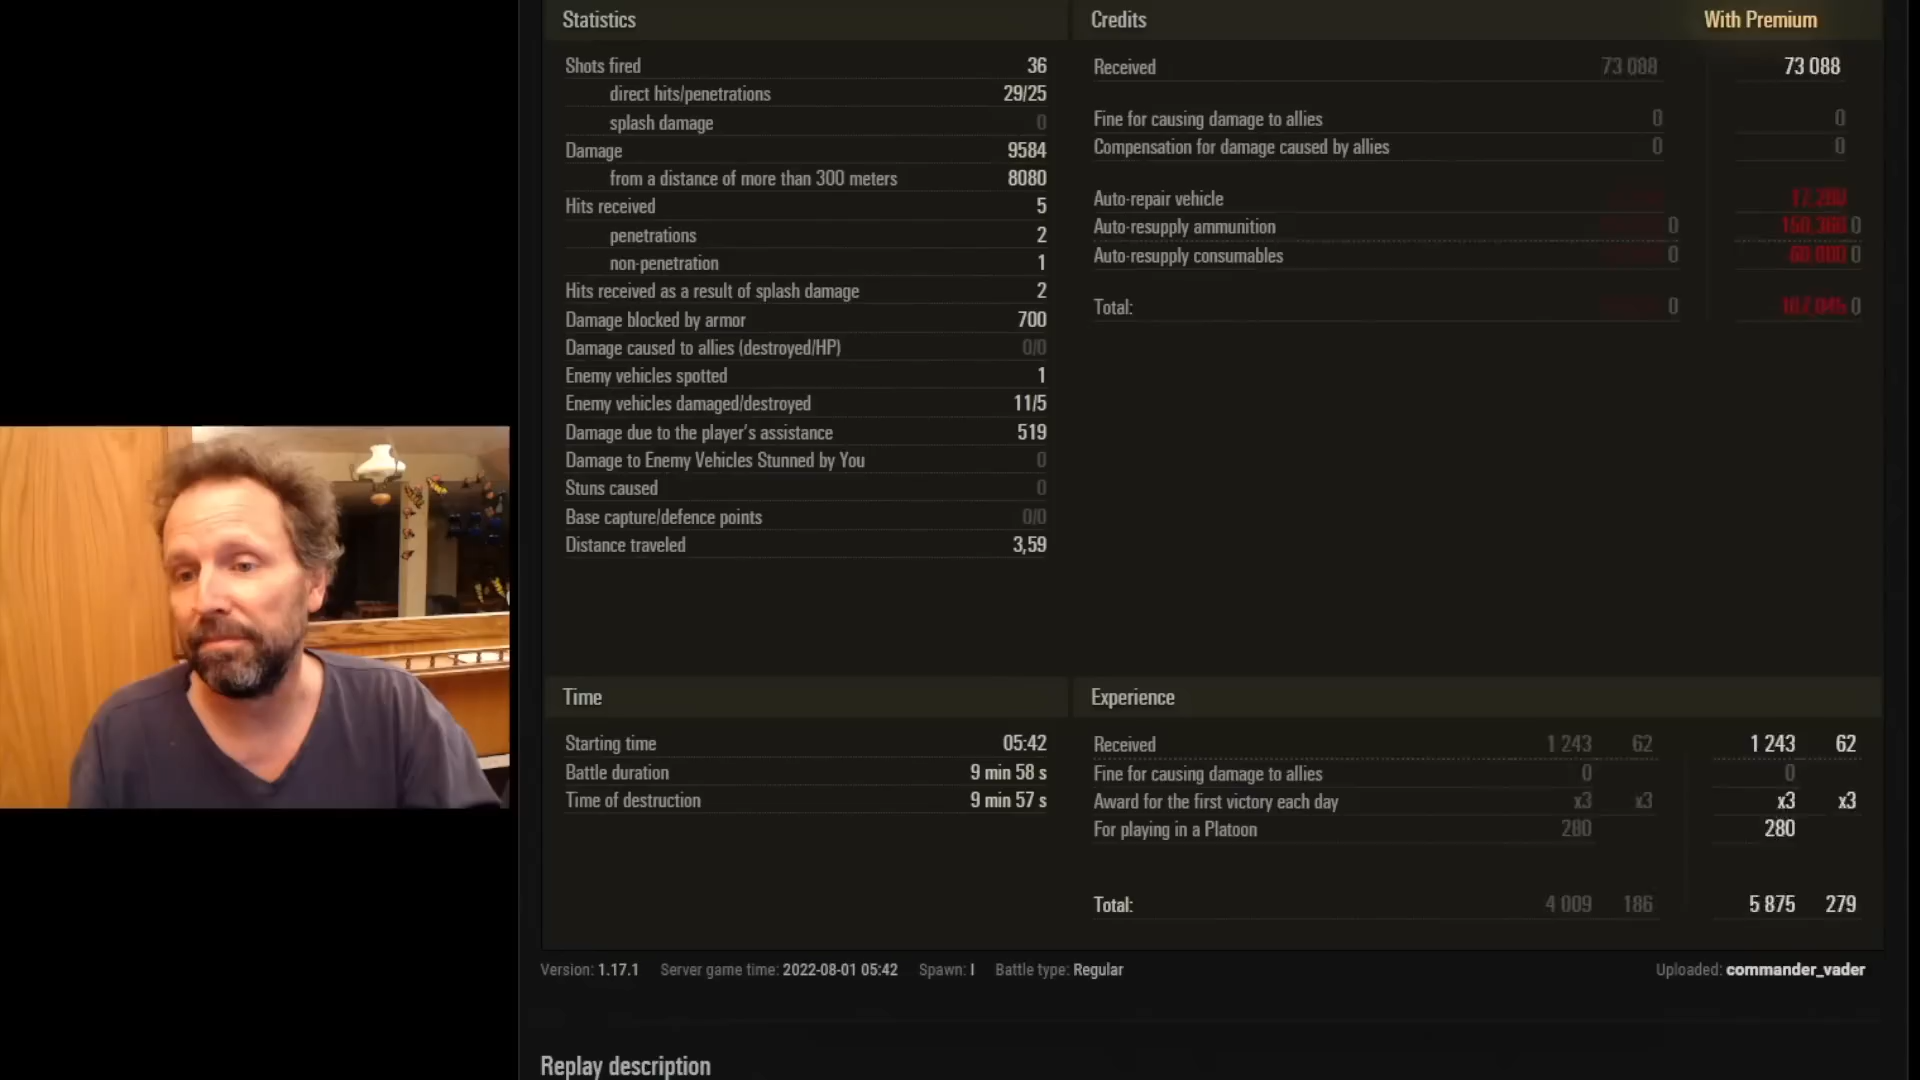 Statistics
Shots fired 36
direct hits/penetrations 29/25
splash damage 0
Damage 9584
from a distance of more than 300 meters 8080
Hits received 5
penetrations 2
non-penetration 1
Hits received as a result of splash damage 2
Damage blocked by armor 700
Damage caused to allies (destroyed/HP) 0/0
Enemy vehicles spotted 1
Enemy vehicles damaged/destroyed 11/5
Damage due to the player's assistance 519
Damage to Enemy Vehicles Stunned by You 0
Stuns caused 0
Base capture/defence points 0/0
Distance traveled 3,59
Credits With Premium
Received 73 088 73 088
Fine for causing damage to allies 0 0
Compensation for damage caused by allies 0 0
Auto-repair vehicle
Auto-resupply ammunition 0 0
Auto-resupply consumables 0 0
Total: 0 0
Time
Starting time 05:42
Battle duration 9 min 58 s
Time of destruction 9 min 57 s
Experience
Received 1 243 62 1 243 62
Fine for causing damage to allies 0 0
Award for the first victory each day x3 x3 x3 x3
For playing in a Platoon 280 280
Total: 4 009 186 5 875 279
Version: 1.17.1 Server game time: 2022-08-01 05:42 Spawn: I Battle type: Regular Uploaded: commander_vader
Replay description